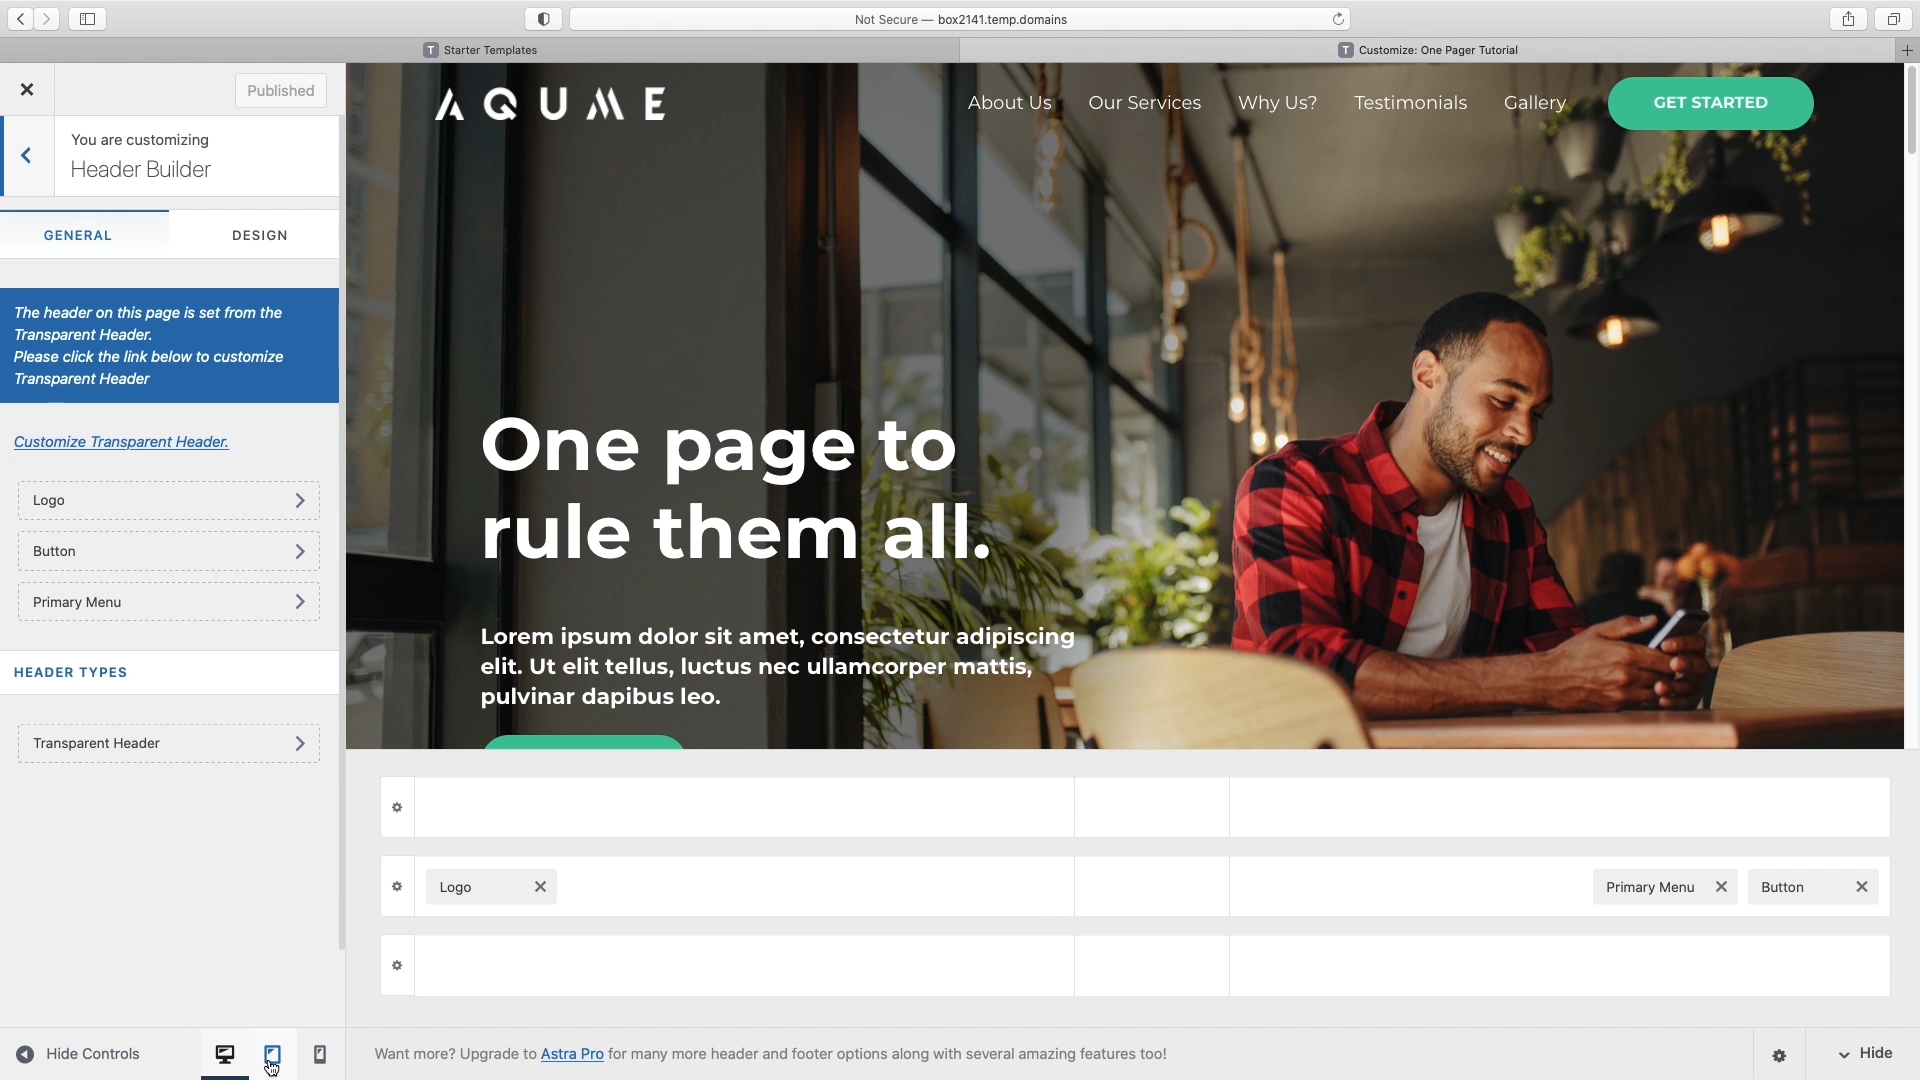 Not Secure — box2141.temp.domains
T Starter Templates
T Customize: One Pager Tutorial
Published
You are customizing
Header Builder
GENERAL
DESIGN
The header on this page is set from the
Transparent Header.
Please click the link below to customize
Transparent Header
Customize Transparent Header.
Logo
Button
Primary Menu
HEADER TYPES
Transparent Header
Hide Controls
AQUME
About Us
Our Services
Why Us?
Testimonials
Gallery
GET STARTED
One page to
rule them all.
Lorem ipsum dolor sit amet, consectetur adipiscing
elit. Ut elit tellus, luctus nec ullamcorper mattis,
pulvinar dapibus leo.
Logo
Primary Menu
Button
Want more? Upgrade to Astra Pro for many more header and footer options along with several amazing features too!
Hide